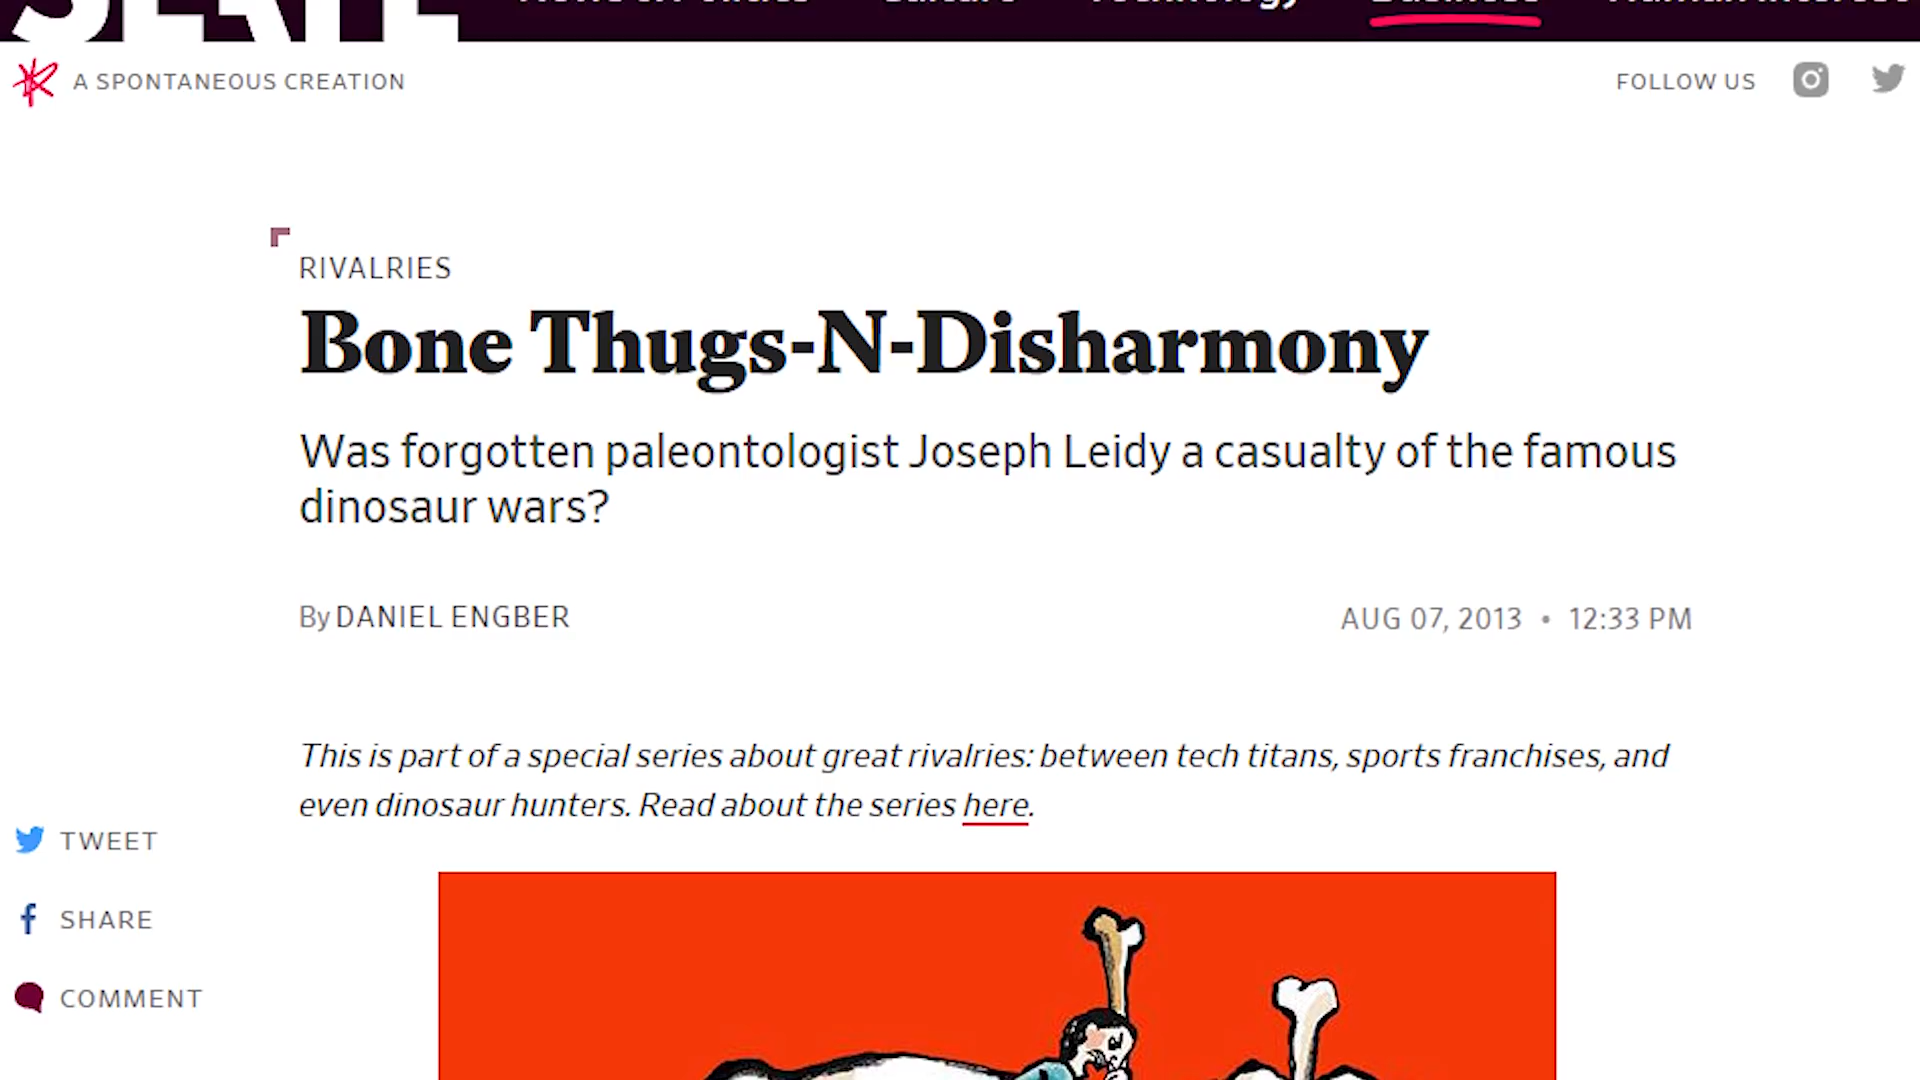 Business
A SPONTANEOUS CREATION
FOLLOW US
RIVALRIES
Bone Thugs-N-Disharmony
Was forgotten paleontologist Joseph Leidy a casualty of the famous
dinosaur wars?
By DANIEL ENGBER
AUG 07, 2013 • 12:33 PM
This is part of a special series about great rivalries: between tech titans, sports franchises, and
even dinosaur hunters. Read about the series here.
TWEET
SHARE
COMMENT